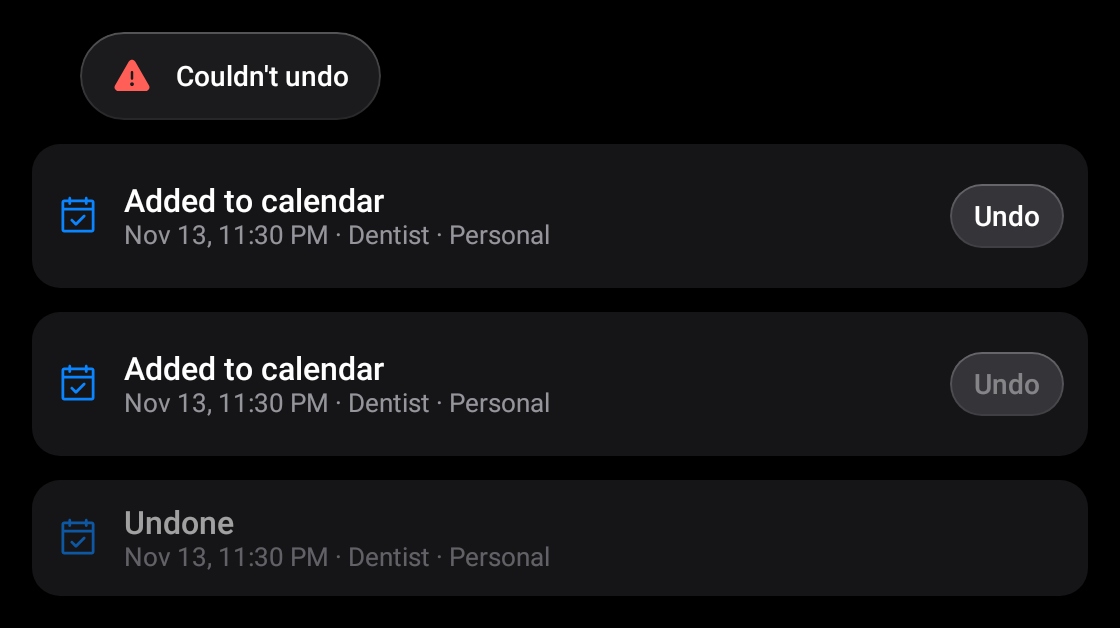 Couldn't undo
Added to calendar
Nov 13, 11:30 PM · Dentist · Personal
Undo
Added to calendar
Nov 13, 11:30 PM · Dentist · Personal
Undo
Undone
Nov 13, 11:30 PM · Dentist · Personal